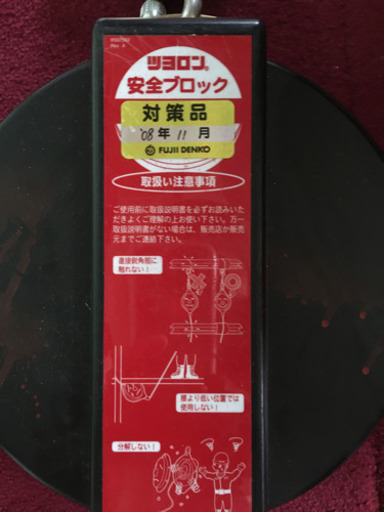 ツヨロン®
安全ブロック
対策品
'08年11月
FUJII DENKO
取扱い注意事項
ご使用前に取扱説明書を必ずお読みいた
だきよくご理解の上お使い下さい。万一
取扱説明書がない場合は、販売店か販売
元までご連絡下さい。
直接鋭角部に
触れない！
腰より低い位置では
使用しない！
分解しない！